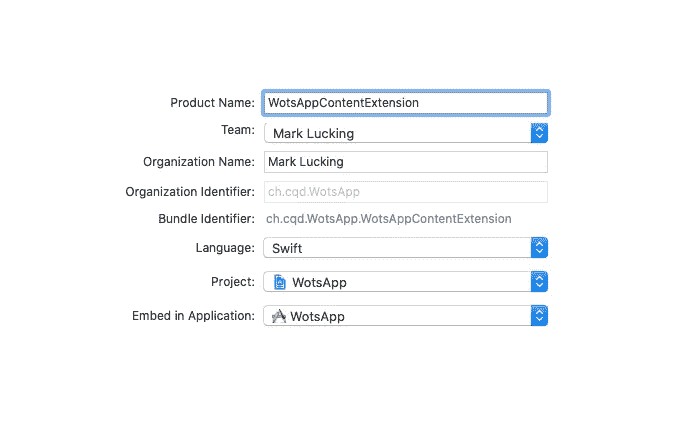 Product Name: WotsAppContentExtension
Team: Mark Lucking
Organization Name: Mark Lucking
Organization Identifier: ch.cqd.WotsApp
Bundle Identifier: ch.cqd.WotsApp.WotsAppContentExtension
Language: Swift
Project: WotsApp
Embed in Application: WotsApp